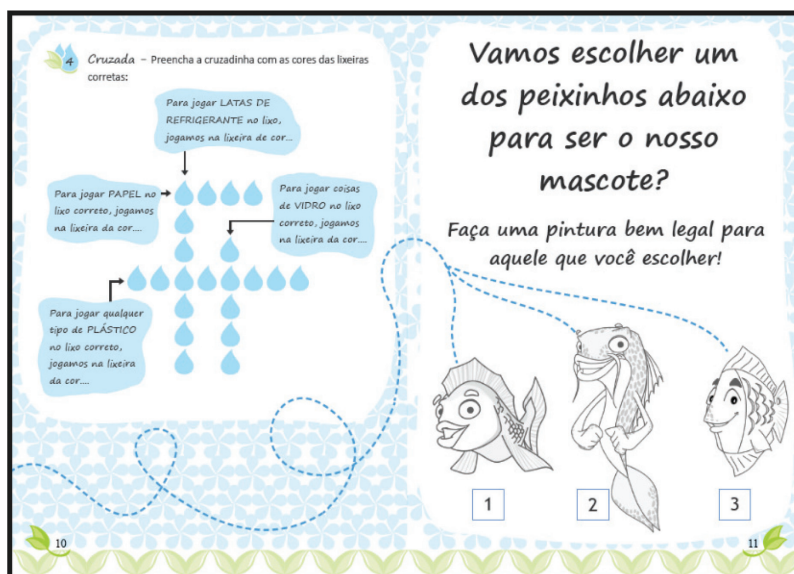 4 Cruzada – Preencha a cruzadinha com as cores das lixeiras
corretas:
Para jogar LATAS DE
REFRIGERANTE no lixo,
jogamos na lixeira de cor...
Para jogar PAPEL no
lixo correto, jogamos
na lixeira da cor....
Para jogar coisas
de VIDRO no lixo
correto, jogamos
na lixeira da cor....
Para jogar qualquer
tipo de PLÁSTICO
no lixo correto,
jogamos na lixeira
da cor....
10
Vamos escolher um
dos peixinhos abaixo
para ser o nosso
mascote?
Faça uma pintura bem legal para
aquele que você escolher!
1
2
3
11